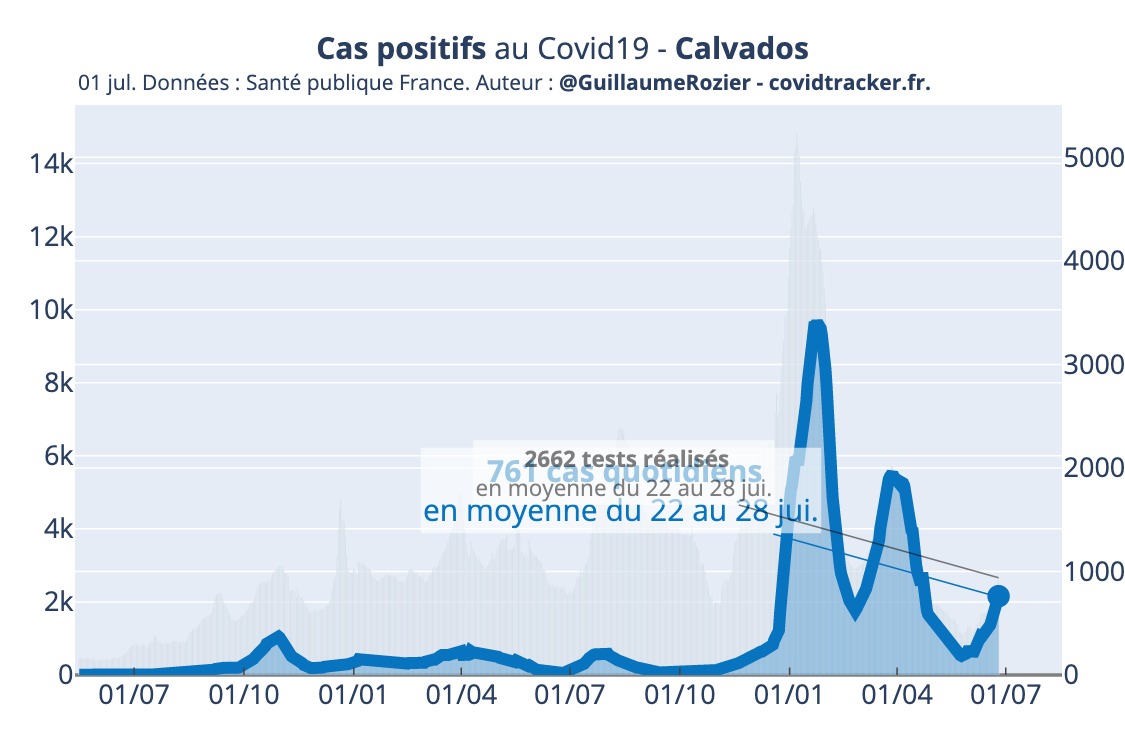 Cas positifs au Covid19 - Calvados
01 jul. Données : Santé publique France. Auteur : @GuillaumeRozier - covidtracker.fr.
14k
12k
10k
8k
6k
4k
2k
0
5000
4000
3000
2000
1000
0
2662 tests réalisés
en moyenne du 22 au 28 jui.
761 cas quotidiens
en moyenne du 22 au 28 jui.
01/07 01/10 01/01 01/04 01/07 01/10 01/01 01/04 01/07